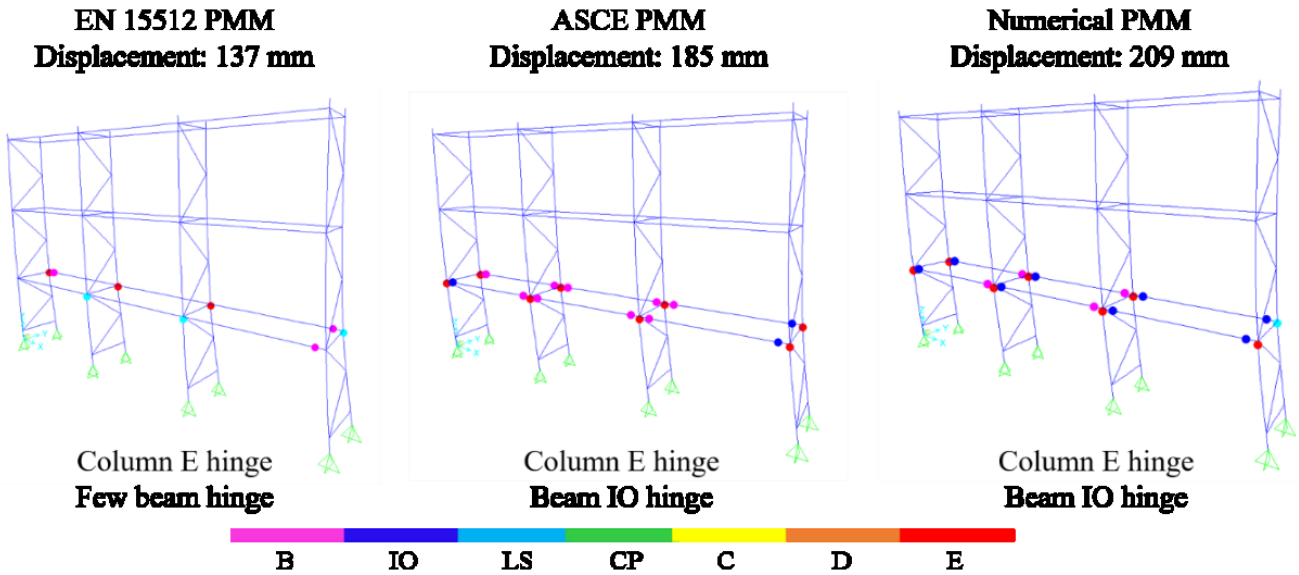 EN 15512 PMM
Displacement: 137 mm
ASCE PMM
Displacement: 185 mm
Numerical PMM
Displacement: 209 mm
Y
X
Y
X
Y
X
Column E hinge
Few beam hinge
Column E hinge
Beam IO hinge
Column E hinge
Beam IO hinge
B IO LS CP C D E